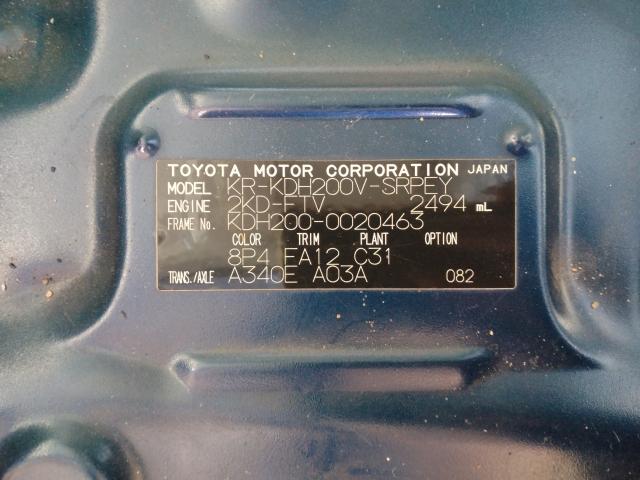 TOYOTA MOTOR CORPORATION JAPAN
MODEL KR-KDH200V-SRPEY
ENGINE 2KD-FTV 2494 mL
FRAME No. KDH200-0020463
COLOR TRIM PLANT OPTION
8P4 FA12 C31
TRANS./AXLE A340E A03A 082